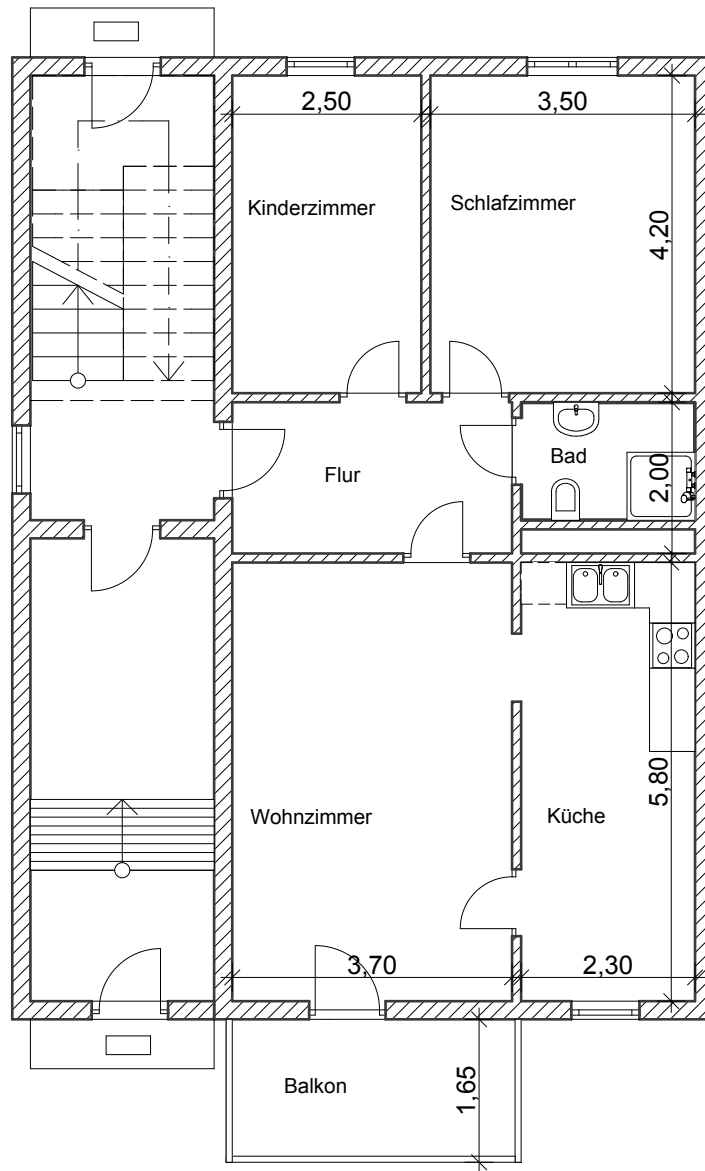 2,50
3,50
Kinderzimmer
Schlafzimmer
4,20
Flur
Bad
2,00
Wohnzimmer
Küche
5,80
3,70
2,30
Balkon
1,65